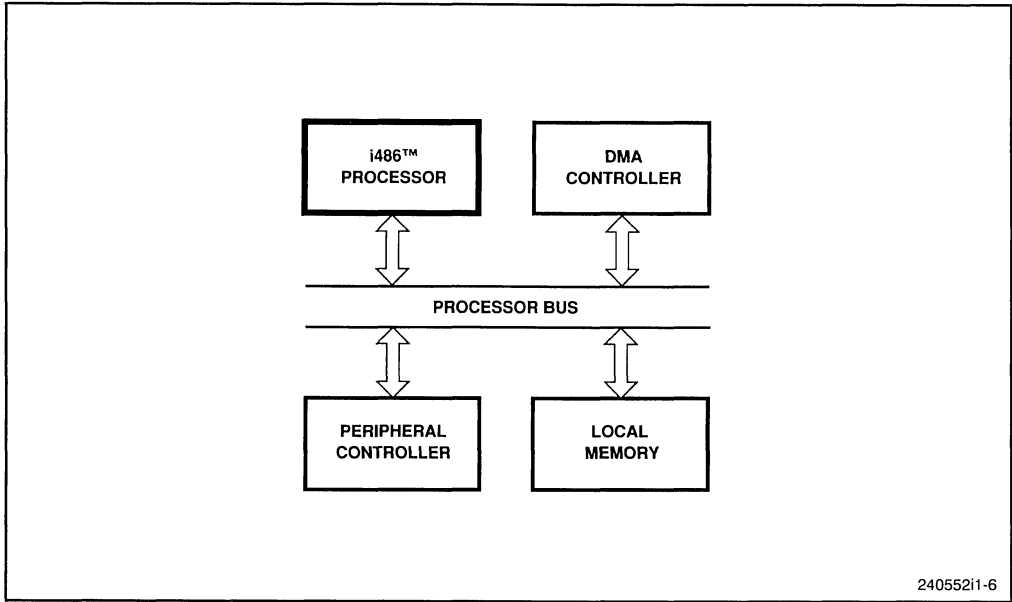 i486™
PROCESSOR
DMA
CONTROLLER
PROCESSOR BUS
PERIPHERAL
CONTROLLER
LOCAL
MEMORY
240552i1-6